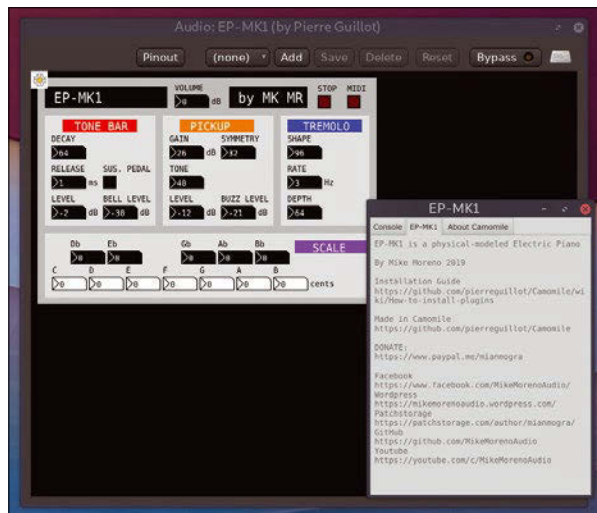 Audio: EP-MK1 (by Pierre Guillot)
Pinout (none) Add Save Delete Reset Bypass
EP-MK1 VOLUME 0 dB by MK MR STOP MIDI
TONE BAR PICKUP TREMOLO
DECAY GAIN SYMMETRY SHAPE
64 26 dB 32 96
RELEASE SUS. PEDAL TONE RATE
1 ms 40 3 Hz
LEVEL BELL LEVEL LEVEL BUZZ LEVEL DEPTH
-2 dB -30 dB -12 dB -21 dB 64
Db Eb Gb Ab Bb SCALE
0 0 0 0 0
C D E F G A B
0 0 0 0 0 0 0 cents
EP-MK1
Console EP-MK1 About Camomile
EP-MK1 is a physical-modeled Electric Piano
By Mike Moreno 2019
Installation Guide
https://github.com/pierreguillot/Camomile/wi
ki/How-to-install-plugins
Made in Camomile
https://github.com/pierreguillot/Camomile
DONATE:
https://www.paypal.me/mianmogra
Facebook
https://www.facebook.com/MikeMorenoAudio/
Wordpress
https://mikemorenoaudio.wordpress.com/
Patchstorage
https://patchstorage.com/author/mianmogra/
GitHub
https://github.com/MikeMorenoAudio
Youtube
https://youtube.com/c/MikeMorenoAudio